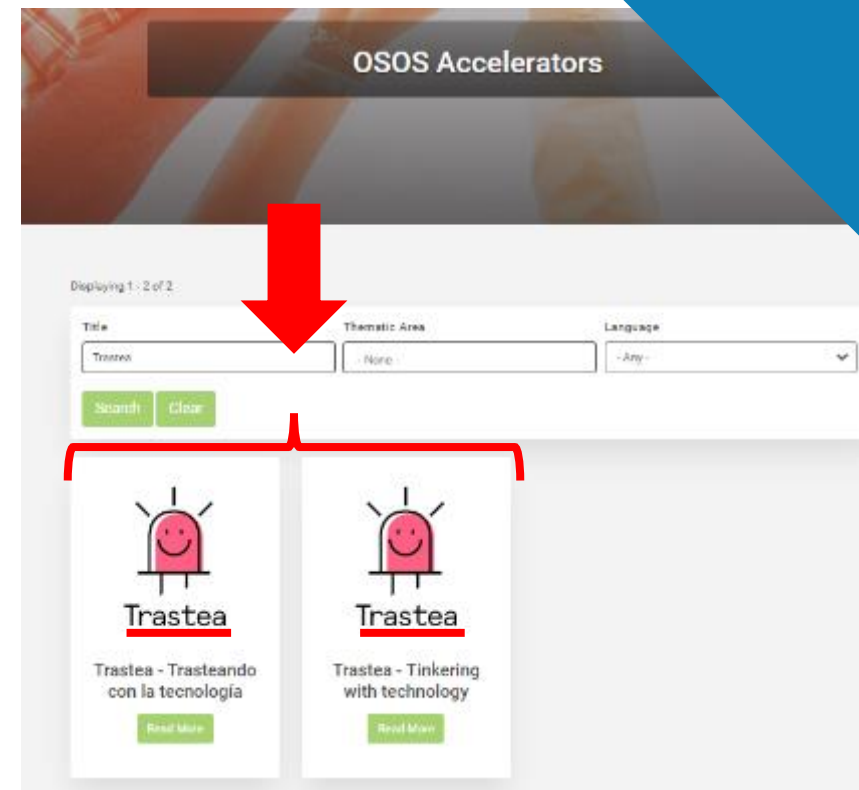 OSOS Accelerators
Displaying 1 - 2 of 2
Title
Thematic Area
Language
Trastea
- None -
- Any -
Search
Clear
Trastea
Trastea
Trastea - Trasteando
con la tecnología
Trastea - Tinkering
with technology
Read More
Read More